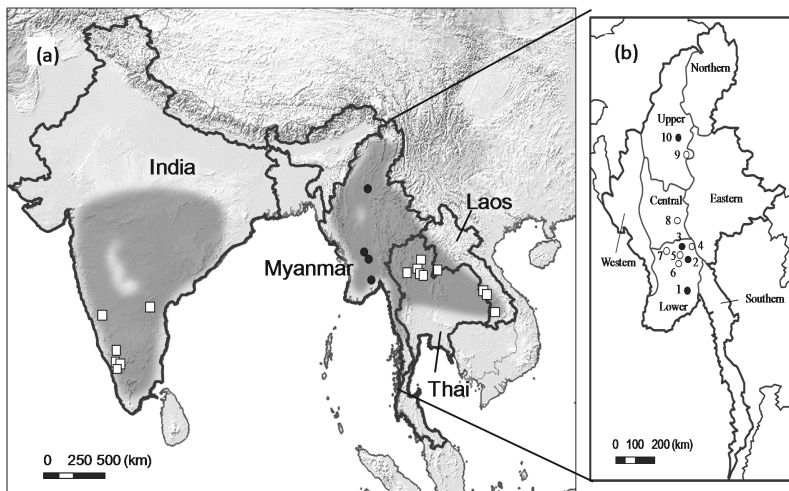 (a)
India
Myanmar
Laos
Thai
0 250 500 (km)
(b)
Northern
Upper
10
9
Central
Eastern
8
3
4
7
5
2
6
Western
1
Lower
Southern
0 100 200 (km)